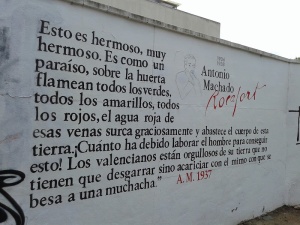 Esto es hermoso, muy
hermoso. Es como un
paraíso, sobre la huerta
flamean todos los verdes,
todos los amarillos, todos
los rojos, el agua roja de
esas venas surca graciosamente y abastece el cuerpo de esta
tierra. ¡Cuánto ha debido laborar el hombre para conseguir
esto! Los valencianos están orgullosos de su tierra que no
tienen que desgarrar sino acariciar con el mimo con que se
besa a una muchacha."
A.M. 1937
Antonio
Machado
Rocafort